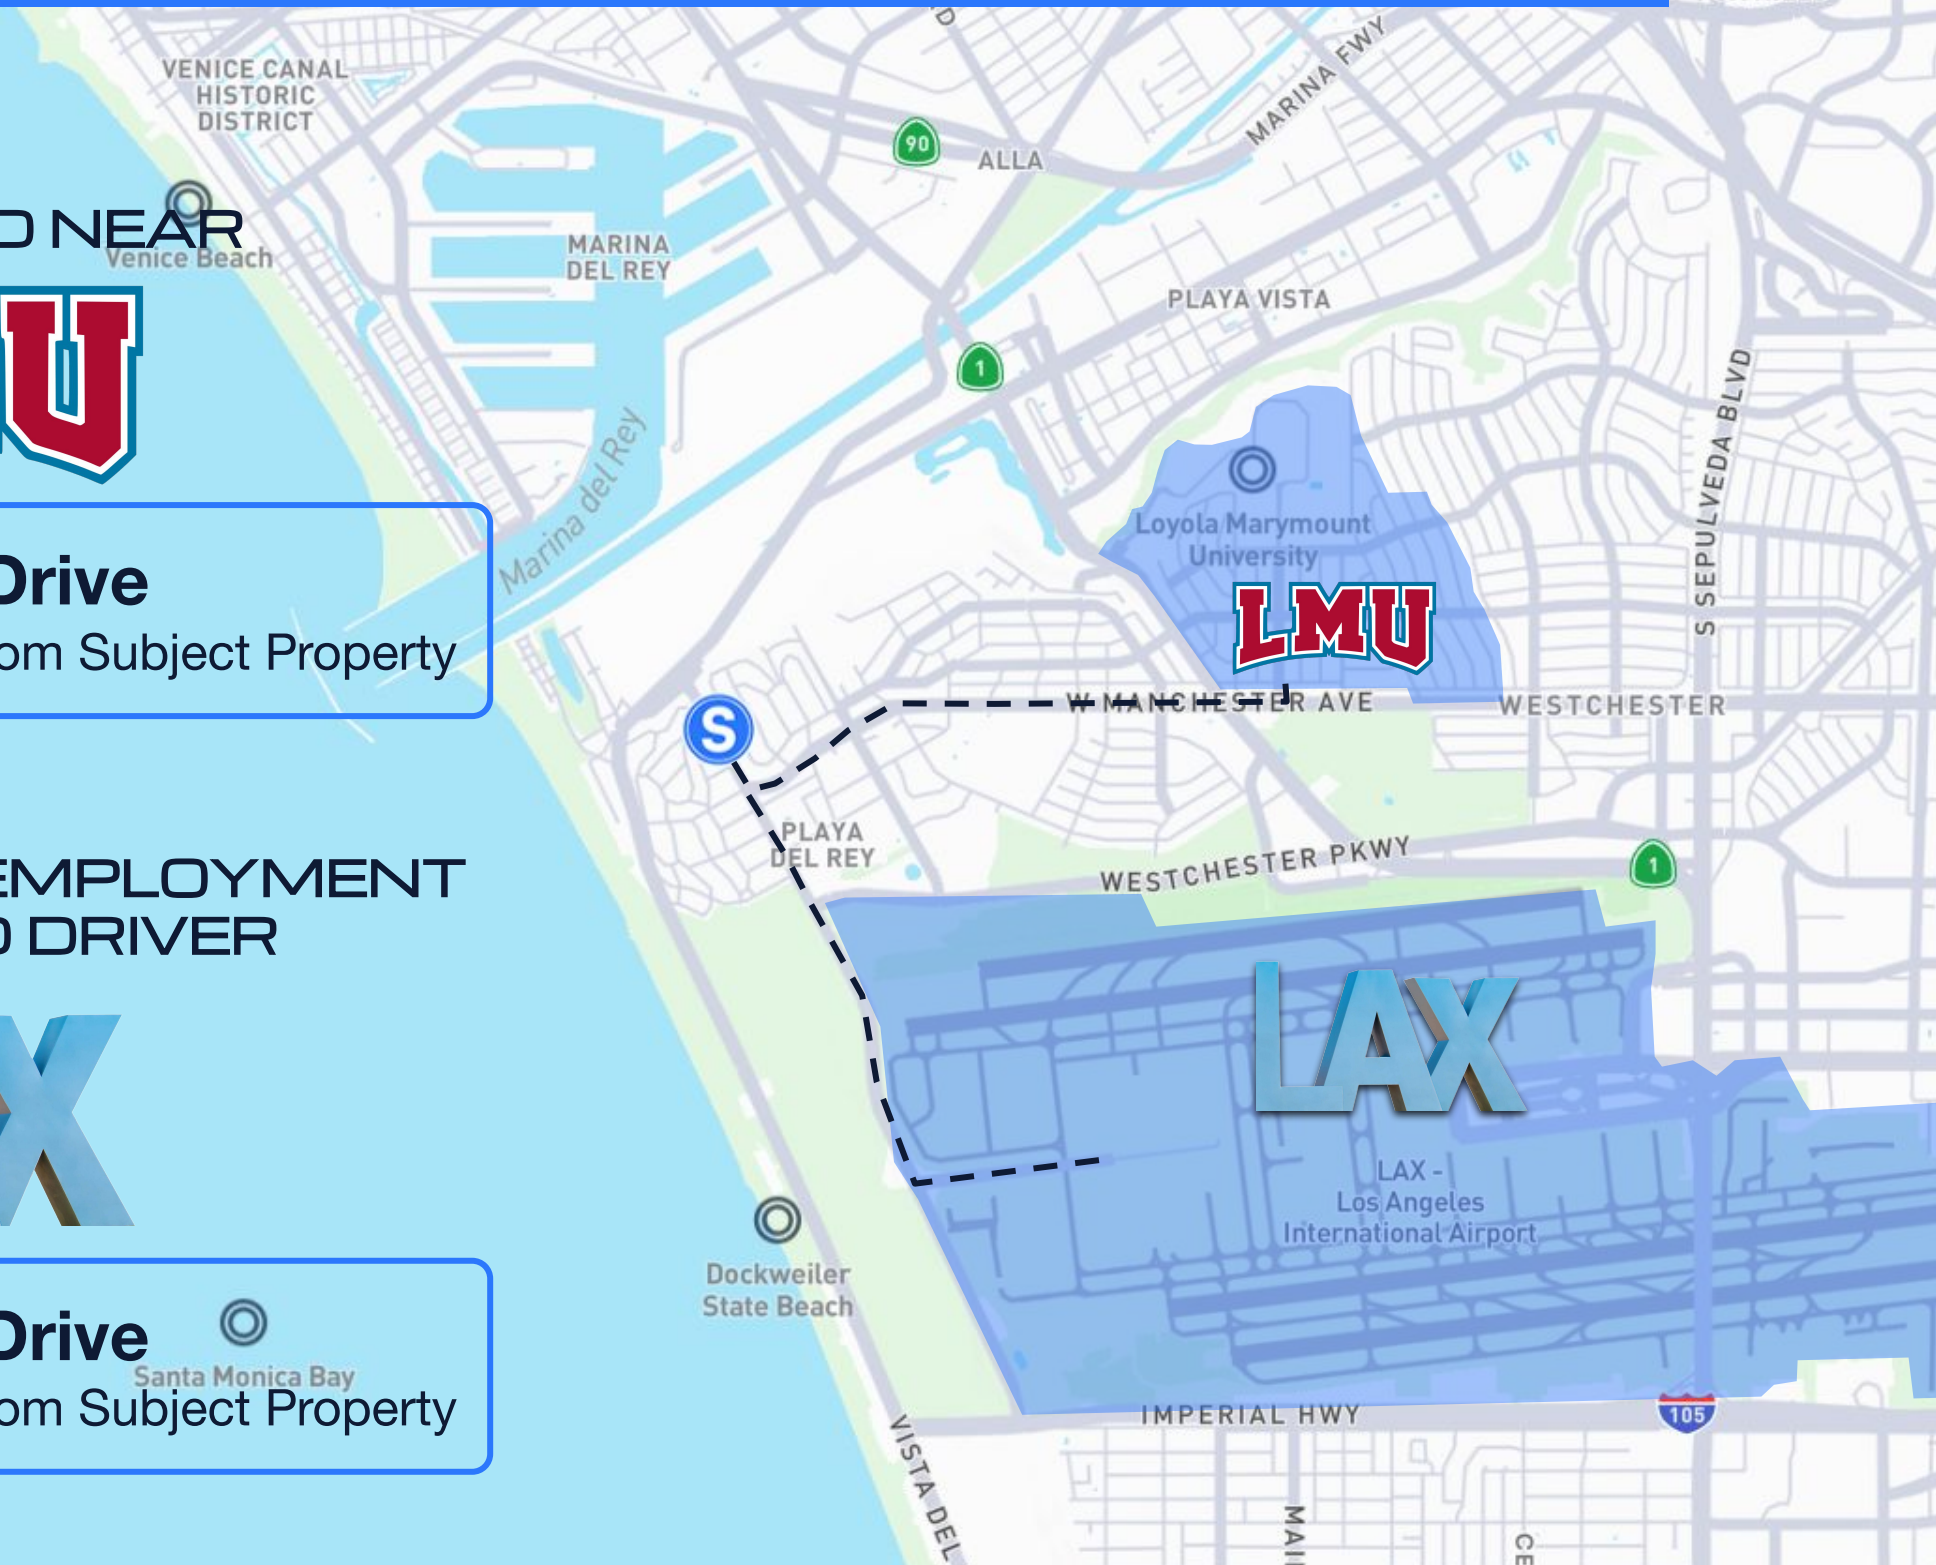 VENICE CANAL
HISTORIC
DISTRICT
MARINA FWY
90
ALLA
NEAR
Venice Beach
MARINA
DEL REY
PLAYA VISTA
U
1
Marina del Rey
S SEPULVEDA BLVD
Loyola Marymount
University
LMU
Drive
om Subject Property
W MANCHESTER AVE
WESTCHESTER
S
PLAYA
DEL REY
WESTCHESTER PKWY
1
EMPLOYMENT
DRIVER
LAX
X
LAX -
Los Angeles
International Airport
Dockweiler
State Beach
Drive
Santa Monica Bay
om Subject Property
IMPERIAL HWY
105
VISTA DEL
MAI
CE